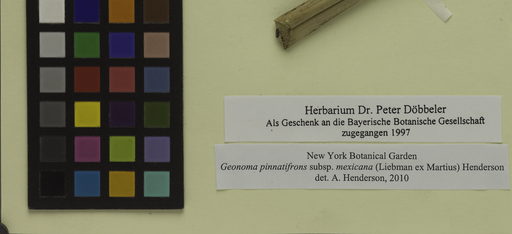 Herbarium Dr. Peter Döbbeler
Als Geschenk an die Bayerische Botanische Gesellschaft
zugegangen 1997
New York Botanical Garden
Geonoma pinnatifrons subsp. mexicana (Liebman ex Martius) Henderson
det. A. Henderson, 2010